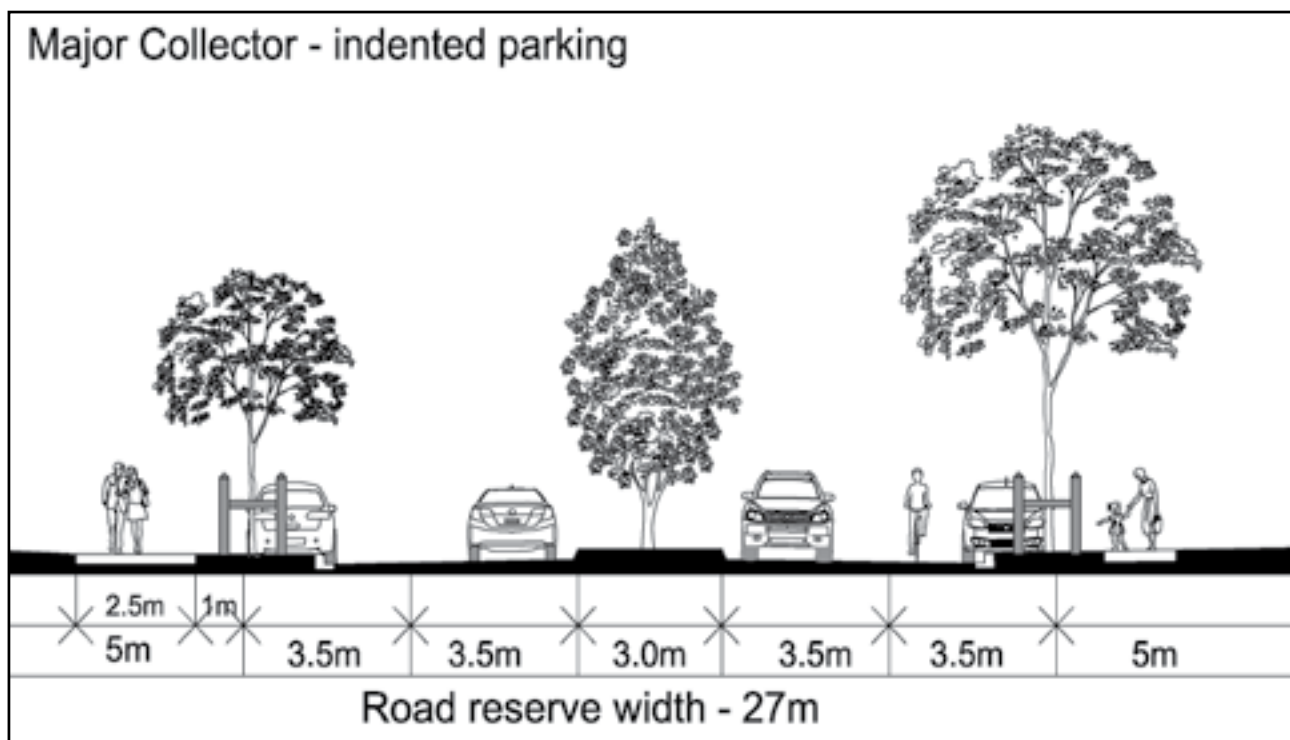 Major Collector - indented parking
2.5m 1m
5m 3.5m 3.5m 3.0m 3.5m 3.5m 5m
Road reserve width - 27m